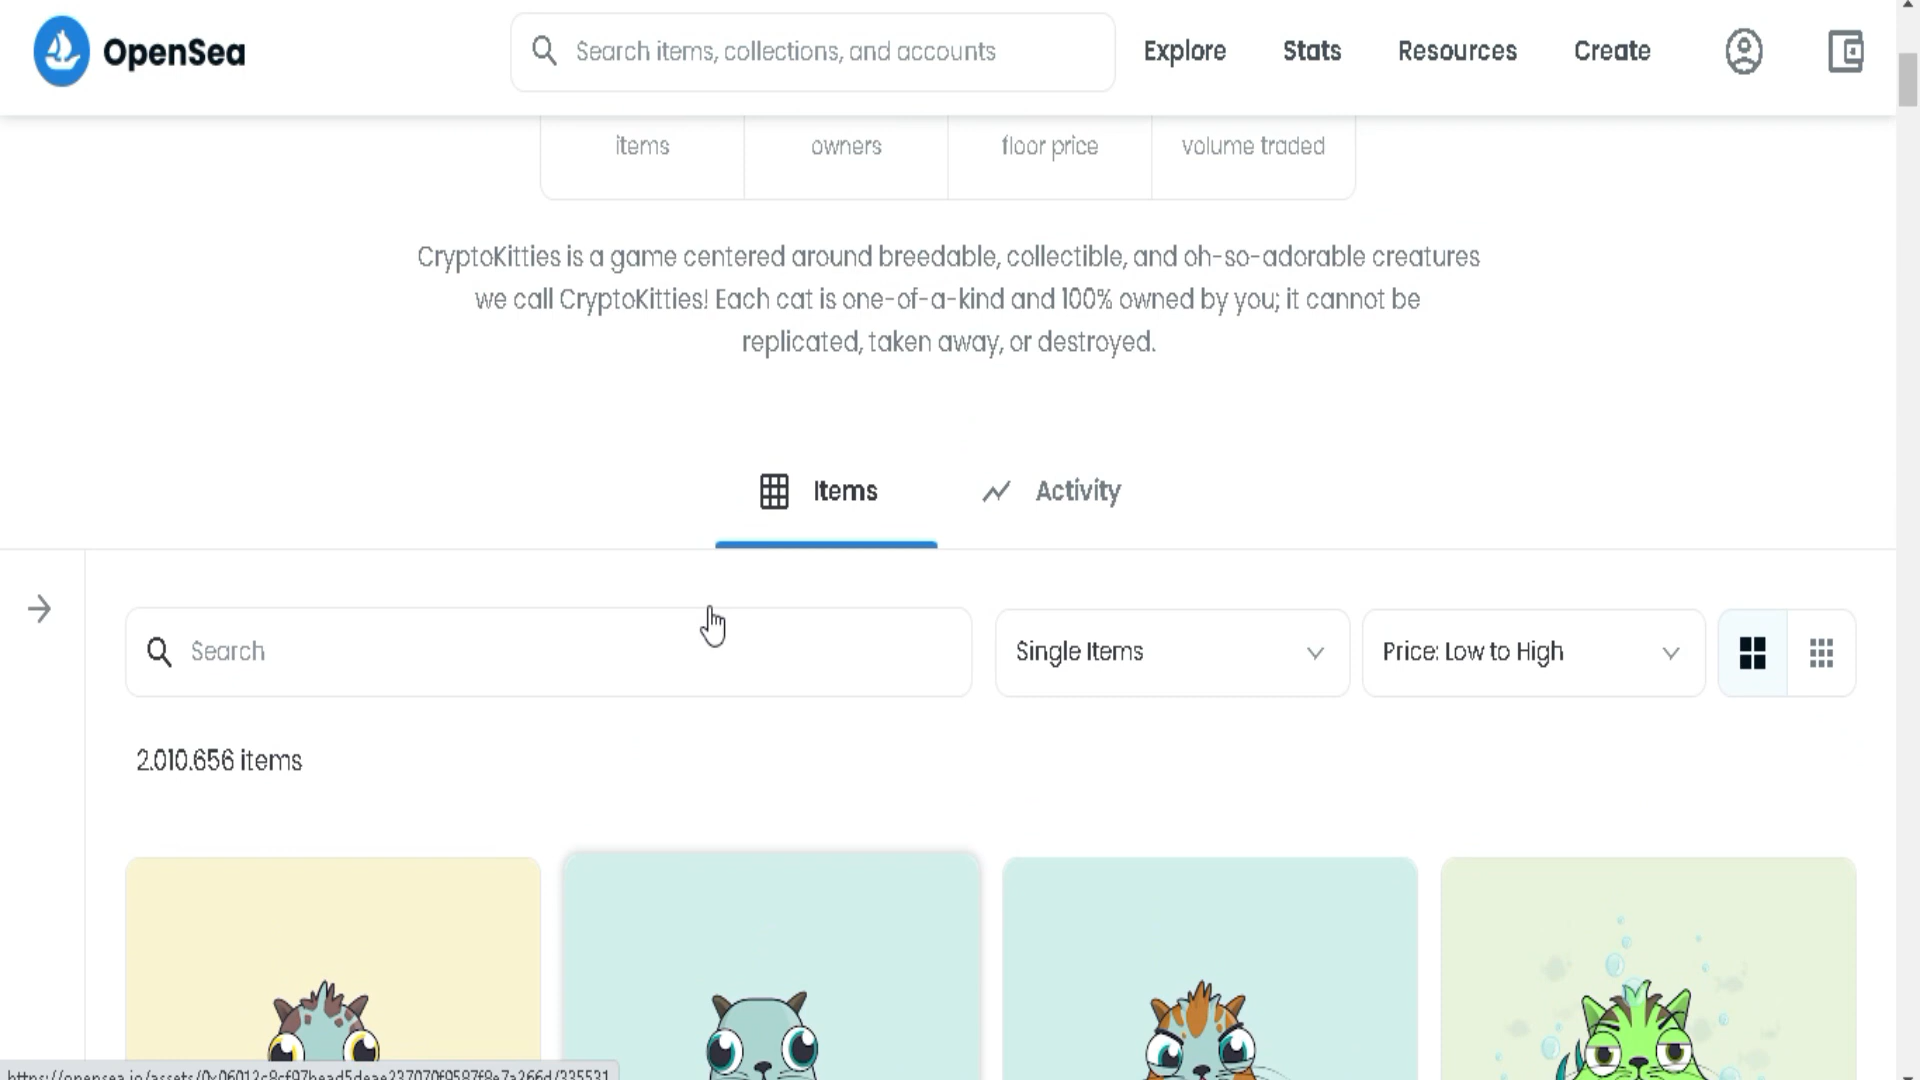 OpenSea
Search items, collections, and accounts
Explore
Stats
Resources
Create
items
owners
floor price
volume traded
CryptoKitties is a game centered around breedable, collectible, and oh-so-adorable creatures
we call CryptoKitties! Each cat is one-of-a-kind and 100% owned by you; it cannot be
replicated, taken away, or destroyed.
Items
Activity
Search
Single Items
Price: Low to High
2.010.656 items